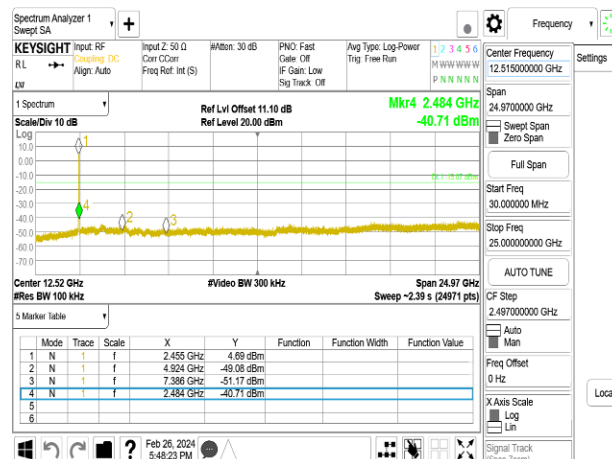 Spectrum Analyzer 1
Swept SA
Frequency
KEYSIGHT
RL
LXI
Input: RF
Coupling: DC
Align: Auto
Input Z: 50 Ω
Corr CCorr
Freq Ref: Int (S)
#Atten: 30 dB
PNO: Fast
Gate: Off
IF Gain: Low
Sig Track: Off
Avg Type: Log-Power
Trig: Free Run
1 2 3 4 5 6
M W W W W W
P N N N N N
1 Spectrum
Scale/Div 10 dB
Ref Lvl Offset 11.10 dB
Ref Level 20.00 dBm
Mkr4 2.484 GHz
-40.71 dBm
Log
10.0
0.00
-10.0
-20.0
-30.0
-40.0
-50.0
-60.0
-70.0
1
4
2
3
Center 12.52 GHz
#Res BW 100 kHz
#Video BW 300 kHz
Span 24.97 GHz
Sweep ~2.39 s (24971 pts)
5 Marker Table
Mode Trace Scale X Y Function Function Width Function Value
1 N 1 f 2.455 GHz 4.69 dBm
2 N 1 f 4.924 GHz -49.08 dBm
3 N 1 f 7.386 GHz -51.17 dBm
4 N 1 f 2.484 GHz -40.71 dBm
5
6
?
Feb 26, 2024
5:48:23 PM
Center Frequency
12.515000000 GHz
Span
24.9700000 GHz
Swept Span
Zero Span
Full Span
Start Freq
30.000000 MHz
Stop Freq
25.000000000 GHz
AUTO TUNE
CF Step
2.497000000 GHz
Auto
Man
Freq Offset
0 Hz
X Axis Scale
Log
Lin
Signal Track
(Span Zoom)
Settings
Loca